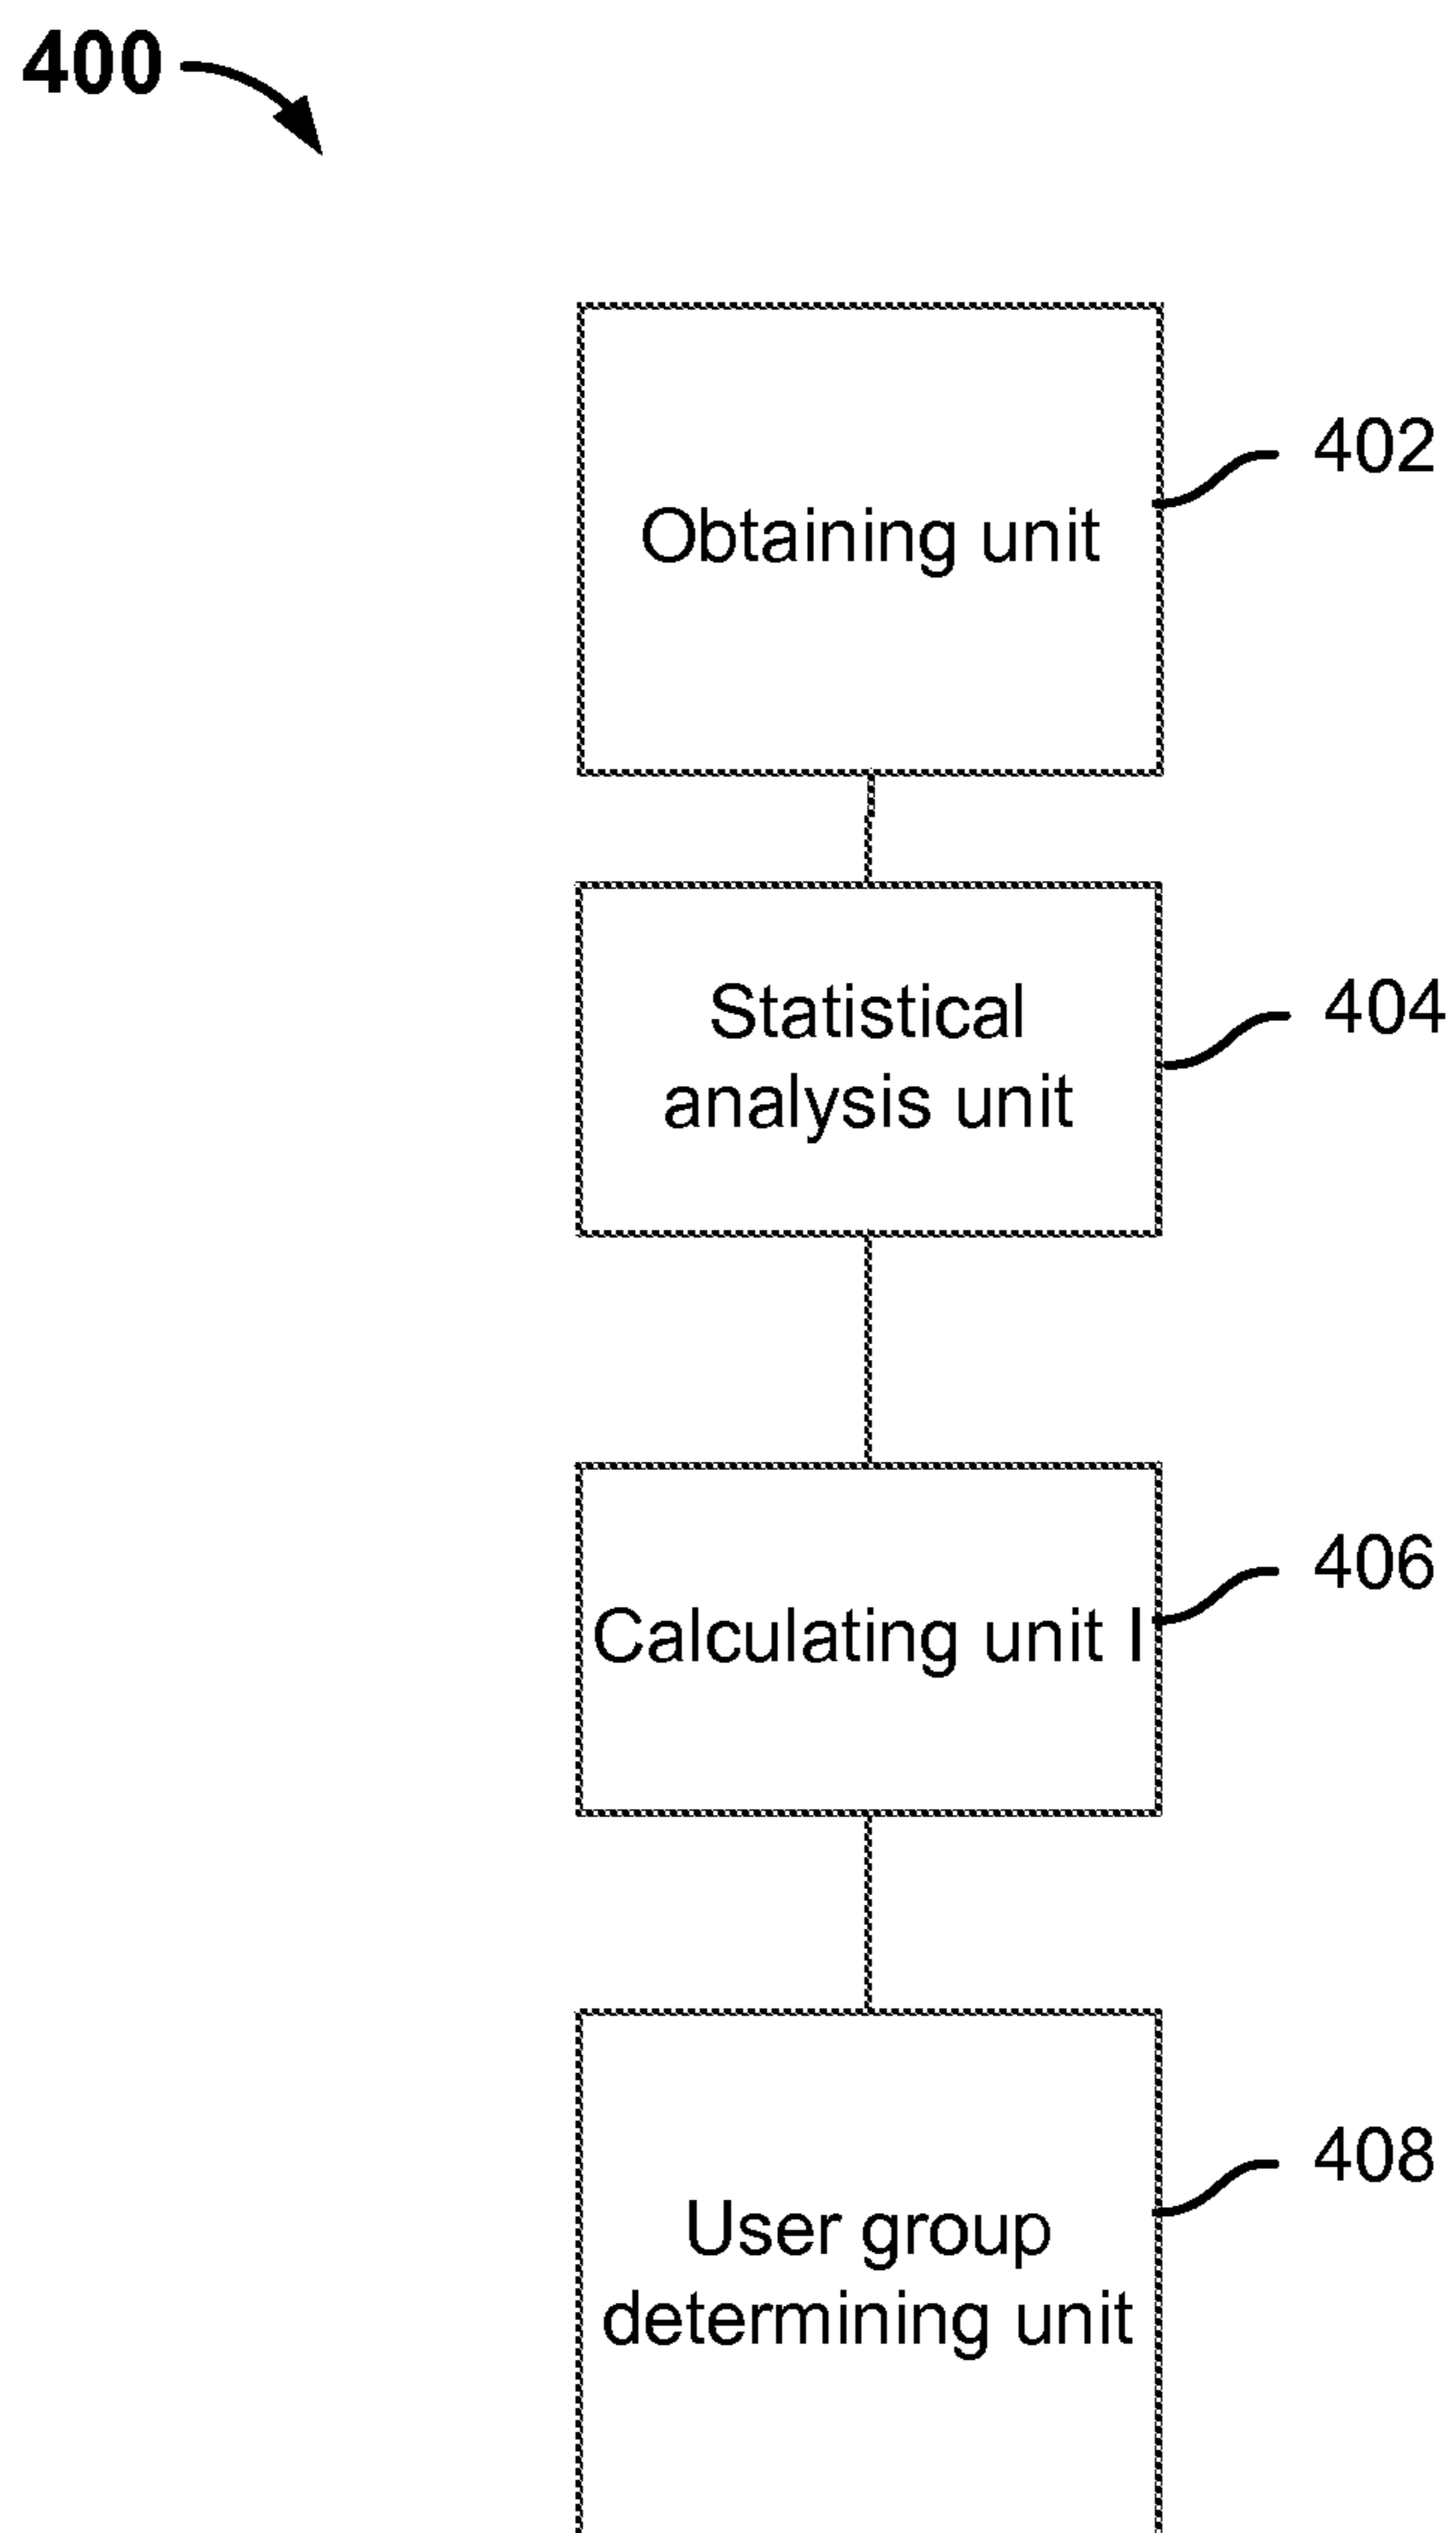 400
402
Obtaining unit
404
Statistical
analysis unit
406
Calculating unit I
408
User group
determining unit